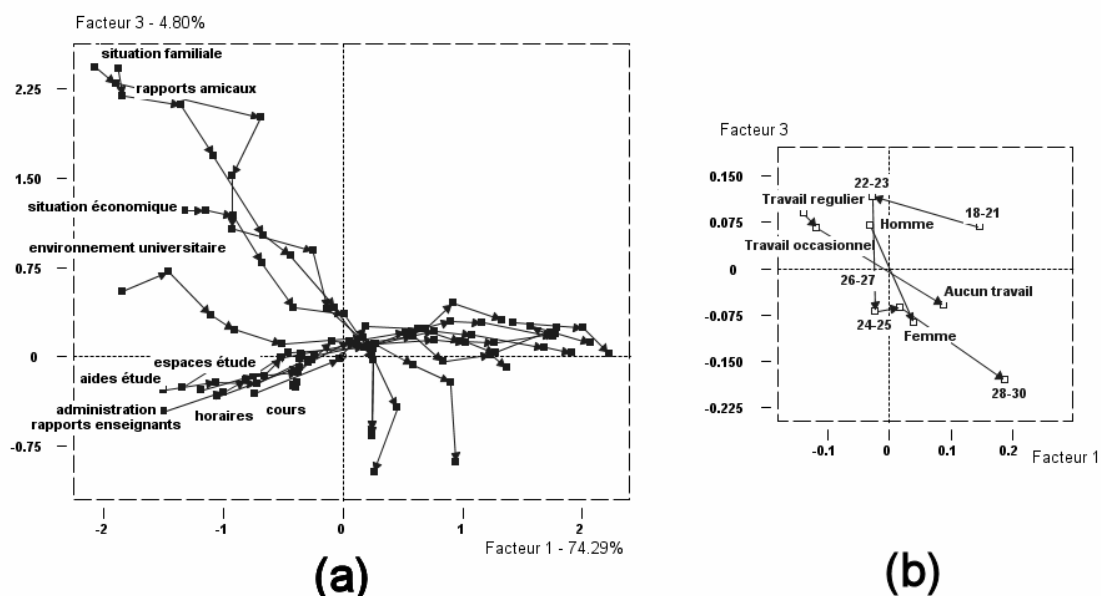 Facteur 3 - 4.80%
situation familiale
2.25
rapports amicaux
1.50
situation économique
environnement universitaire
0.75
0
espaces étude
aides étude
administration
horaires
cours
rapports enseignants
-0.75
-2
-1
0
1
2
Facteur 1 - 74.29%
(a)
Facteur 3
0.150
22-23
Travail regulier
18-21
0.075
Homme
Travail occasionnel
0
26-27
Aucun travail
-0.075
24-25
Femme
-0.150
28-30
-0.225
-0.1
0
0.1
0.2
Facteur 1
(b)